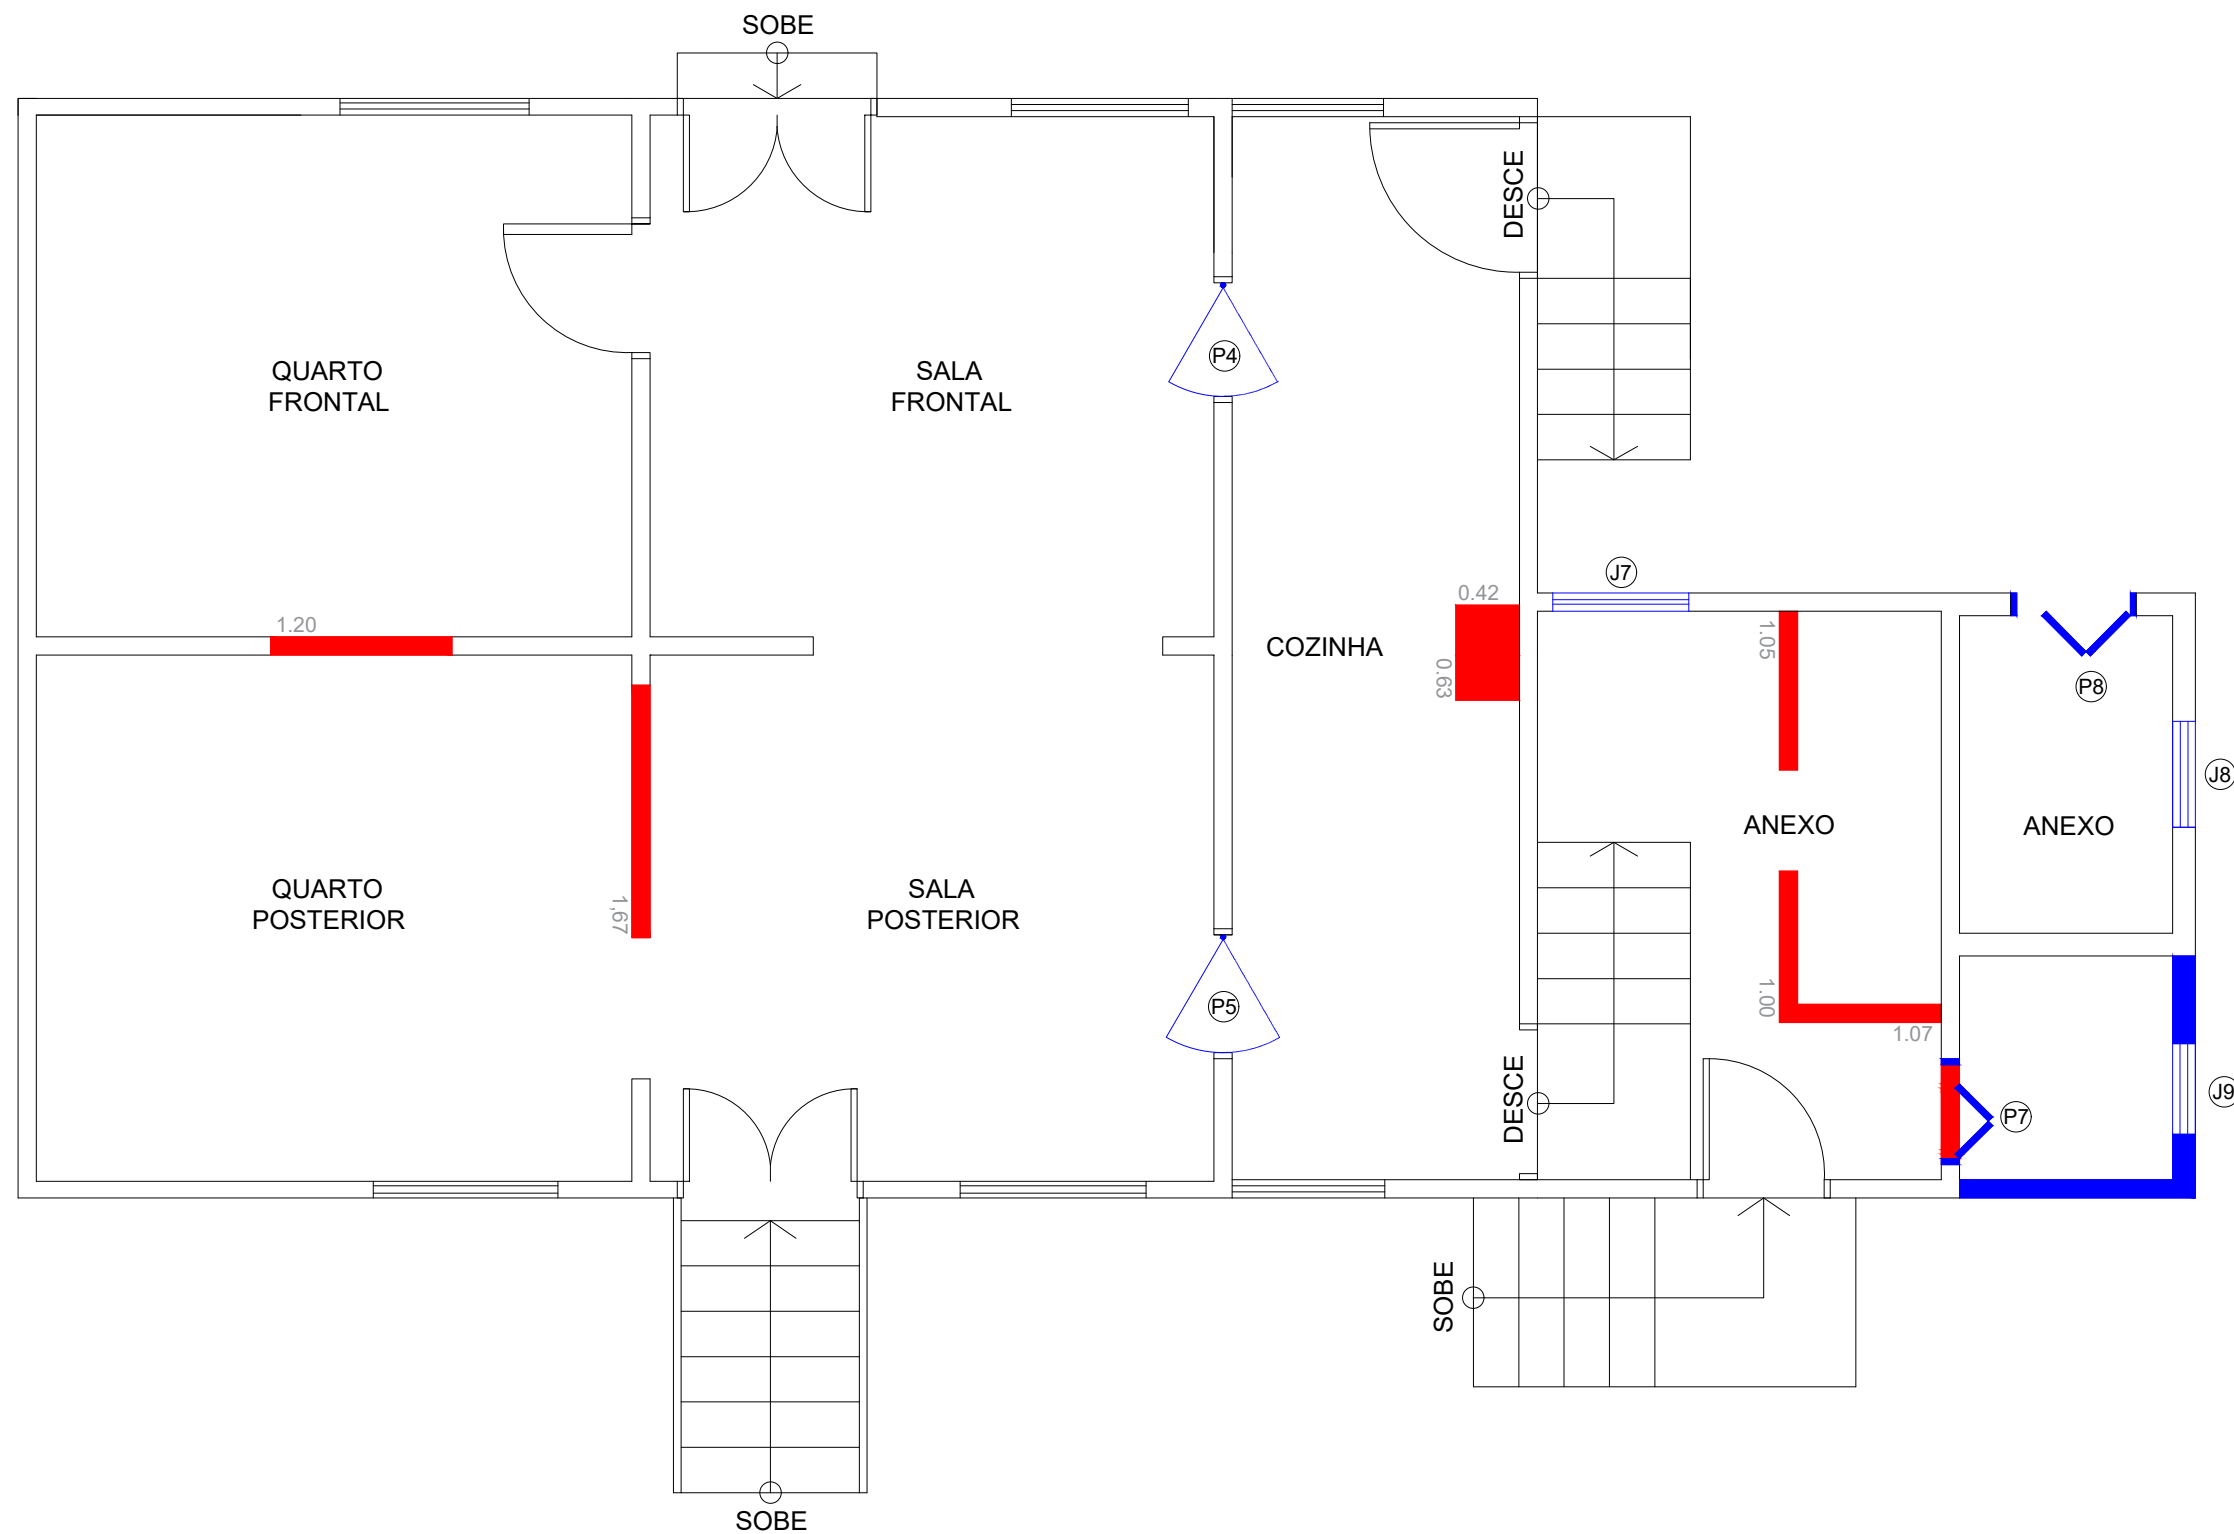 SOBE
DESCE
QUARTO
FRONTAL
SALA
FRONTAL
P4
J7
0.42
1.20
1.05
COZINHA
0.63
P8
J8
ANEXO
ANEXO
QUARTO
POSTERIOR
1,67
SALA
POSTERIOR
P5
1.00
1.07
DESCE
P7
J9
SOBE
SOBE